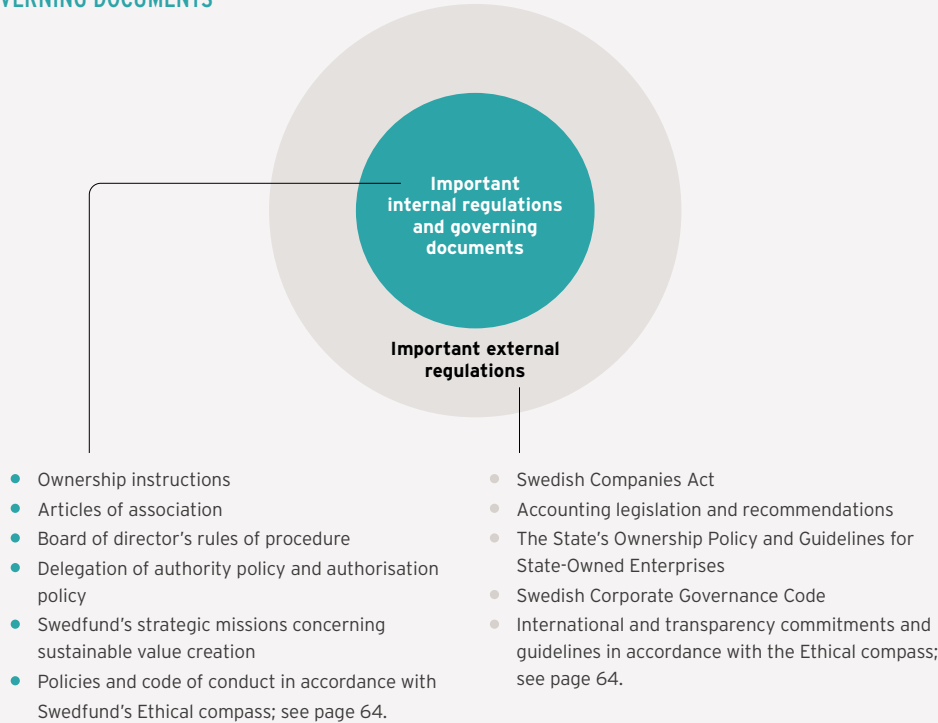 VERNING DOCUMENTS
Important
internal regulations
and governing
documents
Important external
regulations
Ownership instructions
Articles of association
Board of director's rules of procedure
Delegation of authority policy and authorisation
policy
Swedfund's strategic missions concerning
sustainable value creation
Policies and code of conduct in accordance with
Swedfund's Ethical compass; see page 64.
Swedish Companies Act
Accounting legislation and recommendations
The State's Ownership Policy and Guidelines for
State-Owned Enterprises
Swedish Corporate Governance Code
International and transparency commitments and
guidelines in accordance with the Ethical compass;
see page 64.